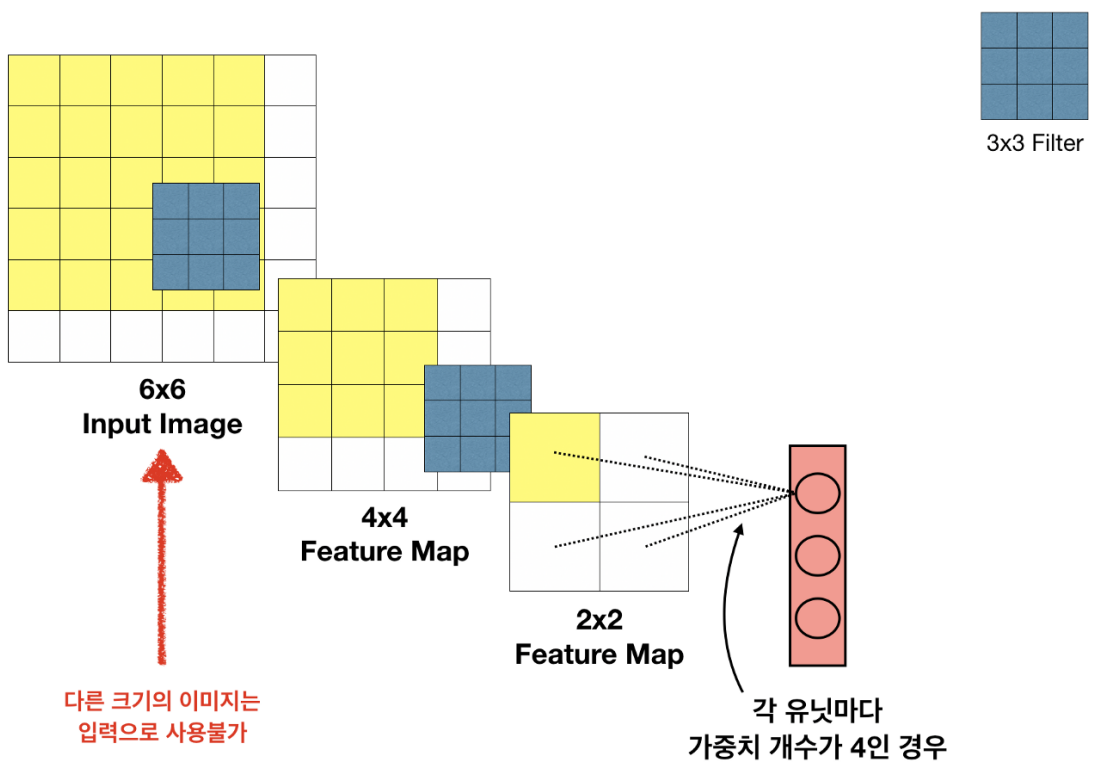 3x3 Filter
6x6
Input Image
4x4
Feature Map
2x2
Feature Map
다른 크기의 이미지는
입력으로 사용불가
각 유닛마다
가중치 개수가 4인 경우